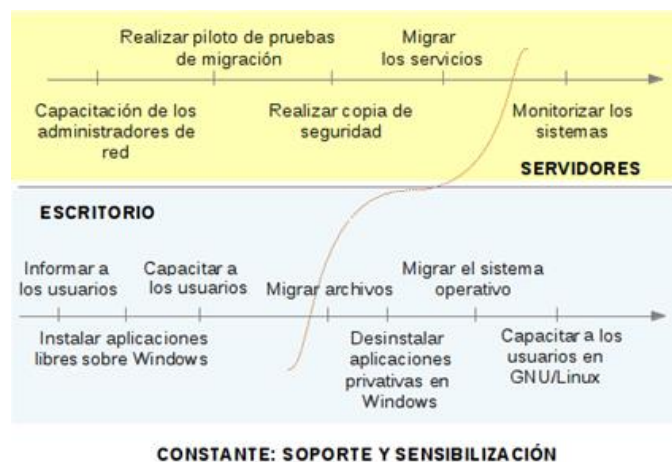 Realizar piloto de pruebas
de migración
Migrar
los servicios
Capacitación de los
administradores de
red
Realizar copia de
seguridad
Monitorizar los
sistemas
SERVIDORES
ESCRITORIO
Informar a
los usuarios
Capacitar a
los usuarios
Migrar archivos
Migrar el sistema
operativo
Instalar aplicaciones
libres sobre Windows
Desinstalar
aplicaciones
privativas en
Windows
Capacitar a los
usuarios en
GNU/Linux
CONSTANTE: SOPORTE Y SENSIBILIZACIÓN